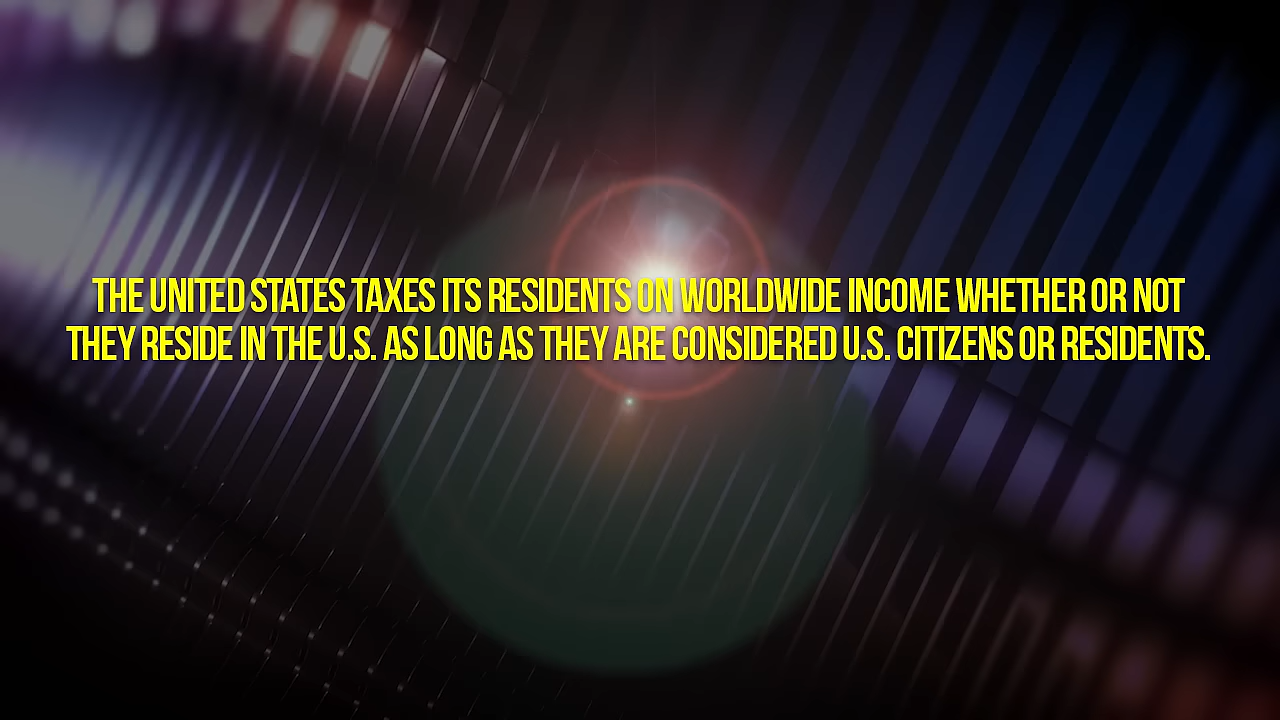 THE UNITED STATES TAXES ITS RESIDENTS ON WORLDWIDE INCOME WHETHER OR NOT
THEY RESIDE IN THE U.S. AS LONG AS THEY ARE CONSIDERED U.S. CITIZENS OR RESIDENTS.